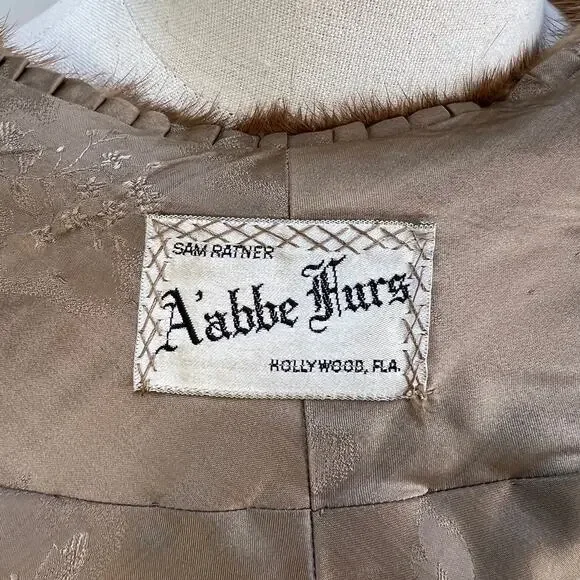 SAM RATNER
A'abbe Furs
HOLLYWOOD, FLA.